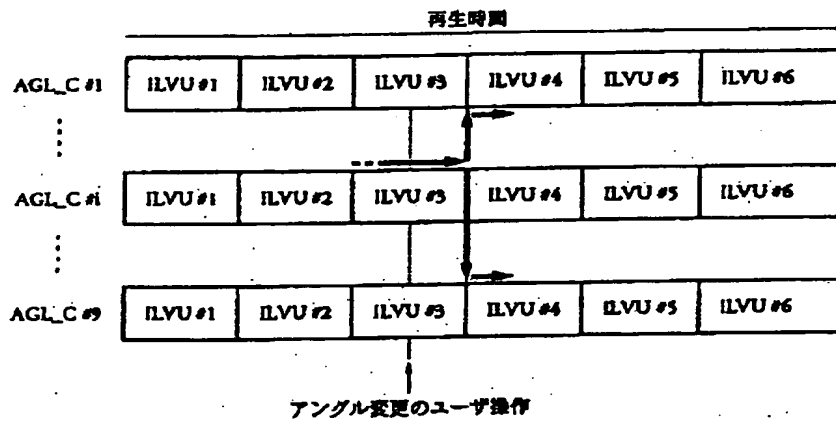 再生時間
AGL_C #1 ILVU #1 ILVU #2 ILVU #3 ILVU #4 ILVU #5 ILVU #6
AGL_C #i ILVU #1 ILVU #2 ILVU #3 ILVU #4 ILVU #5 ILVU #6
AGL_C #9 ILVU #1 ILVU #2 ILVU #3 ILVU #4 ILVU #5 ILVU #6
アングル変更のユーザ操作